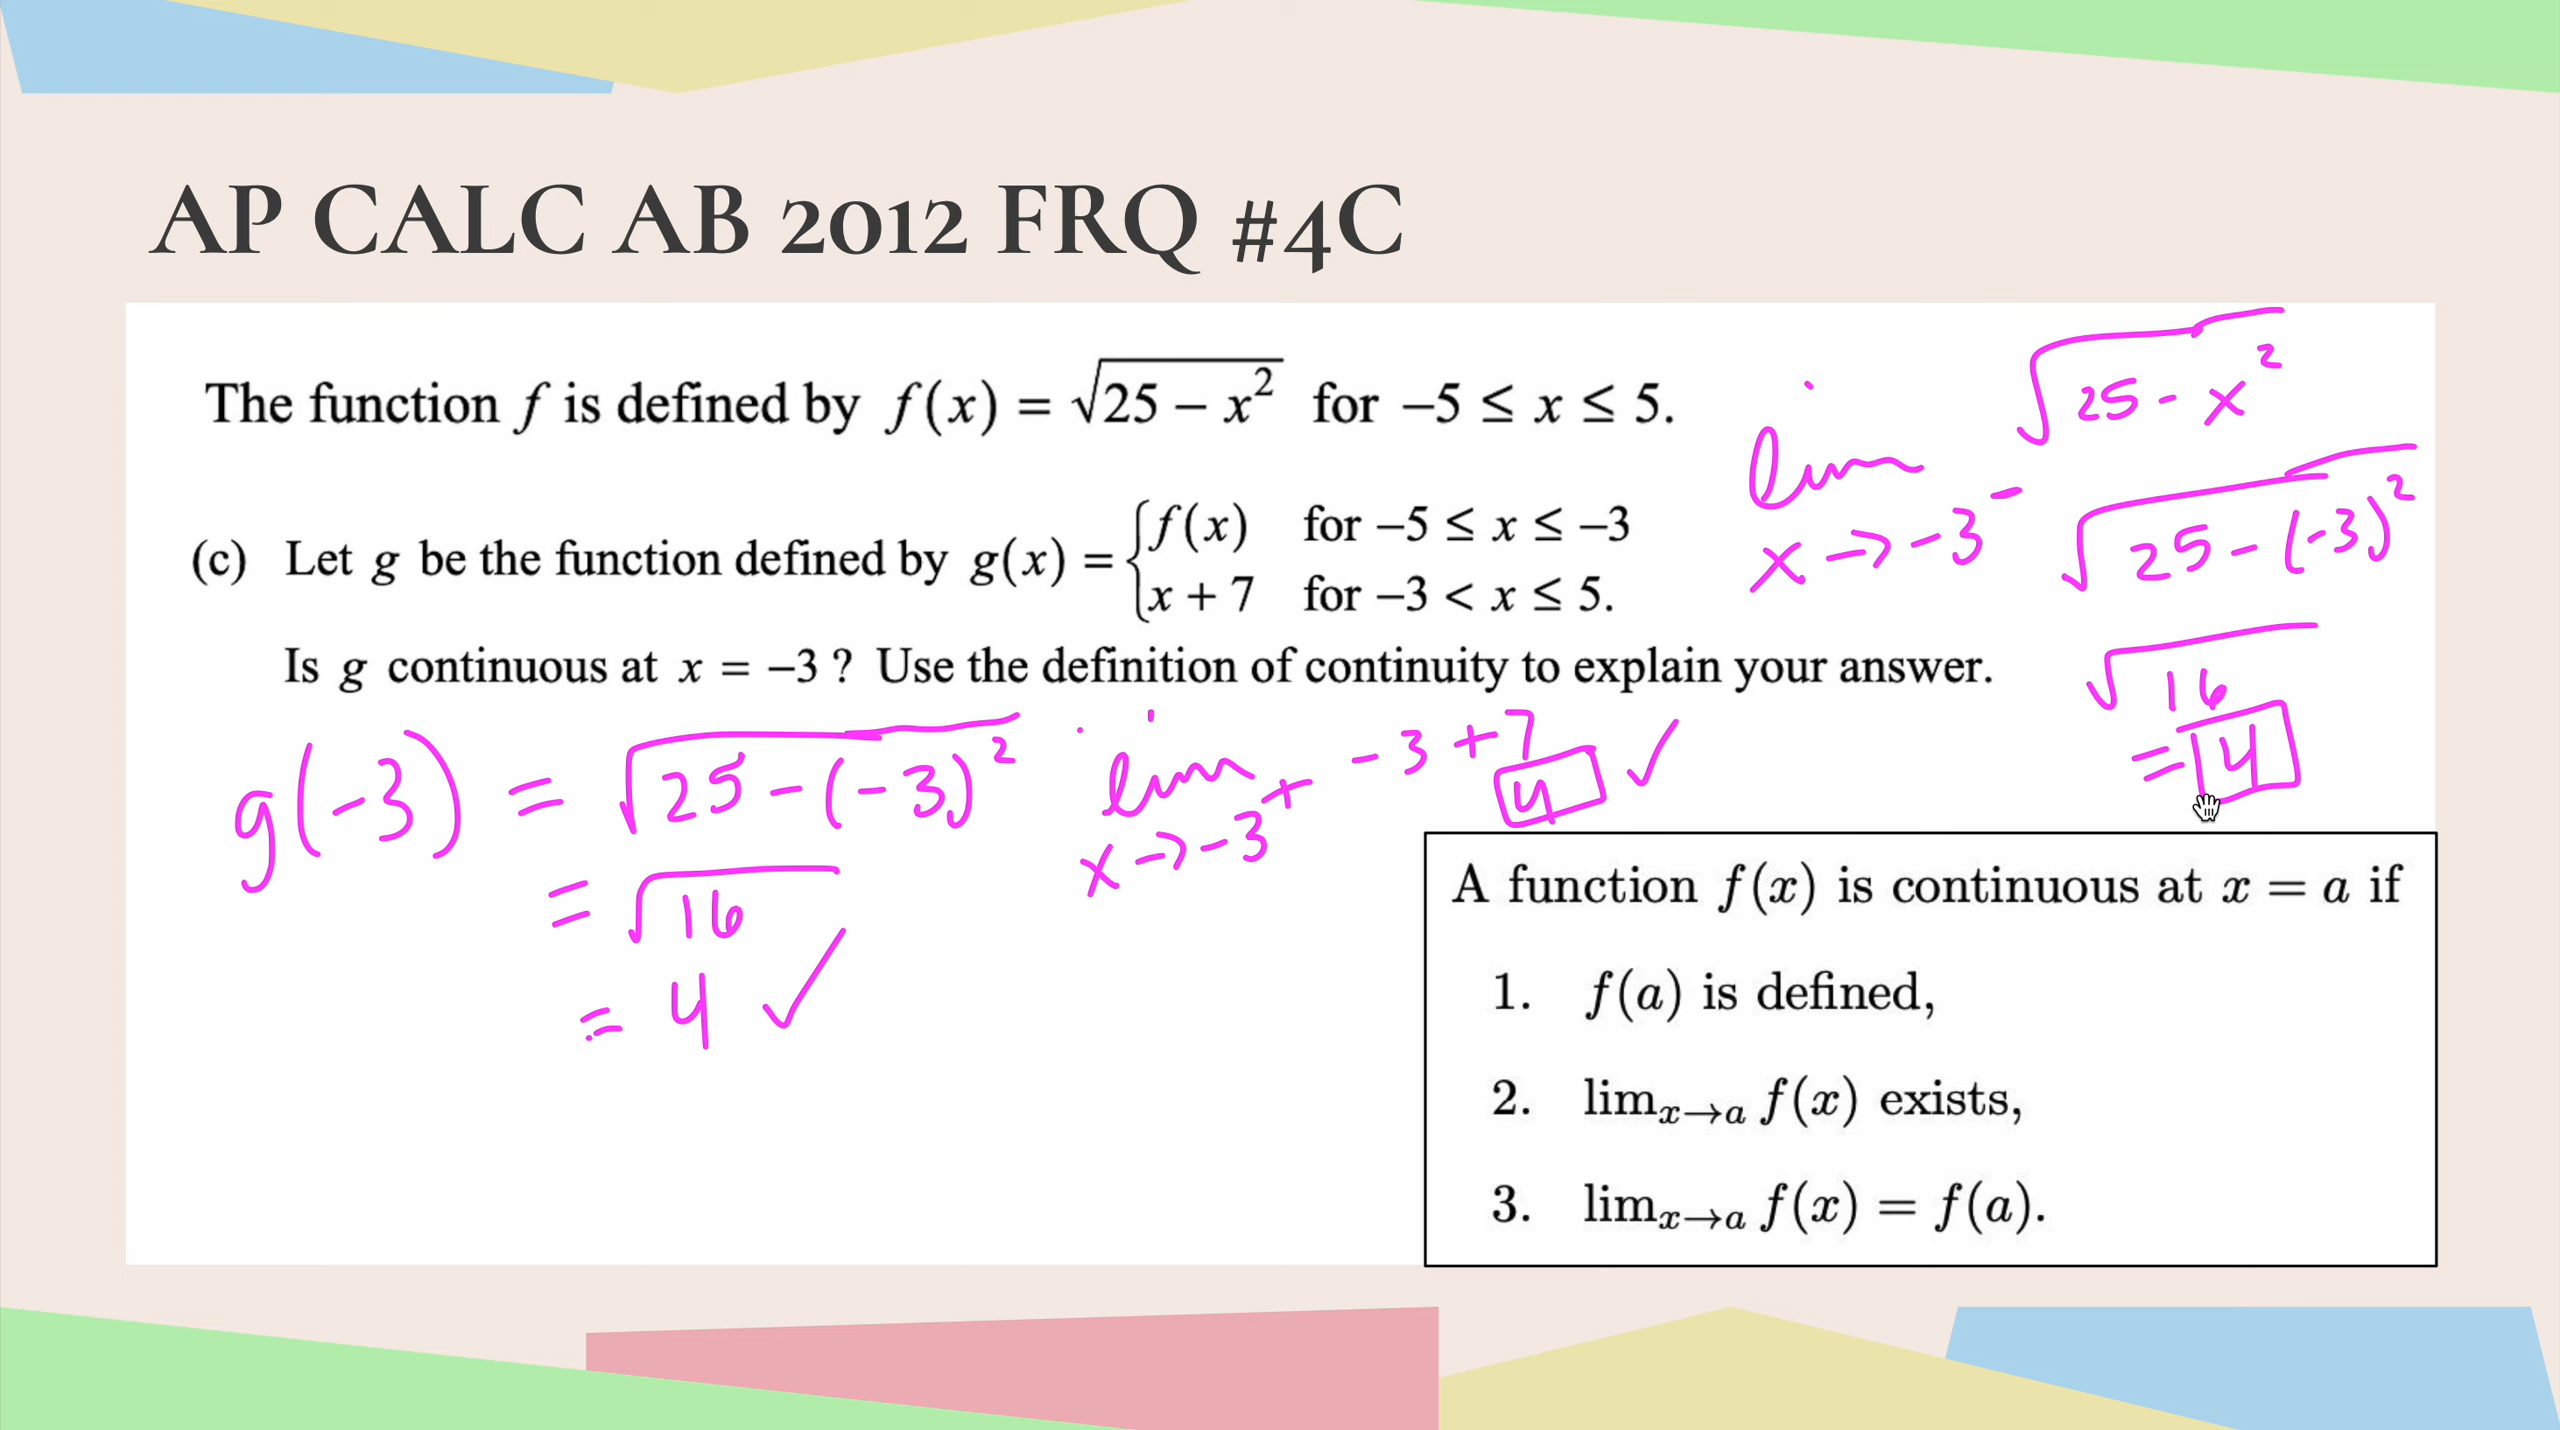 AP CALC AB 2012 FRQ #4C
The function f is defined by f(x) = √(25 − x²) for −5 ≤ x ≤ 5.
(c) Let g be the function defined by g(x) = { f(x) for −5 ≤ x ≤ −3
x + 7 for −3 < x ≤ 5.
Is g continuous at x = −3 ? Use the definition of continuity to explain your answer.
lim x→-3⁻ √(25 - x²)
√(25 - (-3)²)
√16
= 4
g(-3) = √(25 - (-3)²)
= √16
= 4 ✓
lim x→-3⁺ -3 + 7
4 ✓
A function f(x) is continuous at x = a if
1. f(a) is defined,
2. limₓ→ₐ f(x) exists,
3. limₓ→ₐ f(x) = f(a).